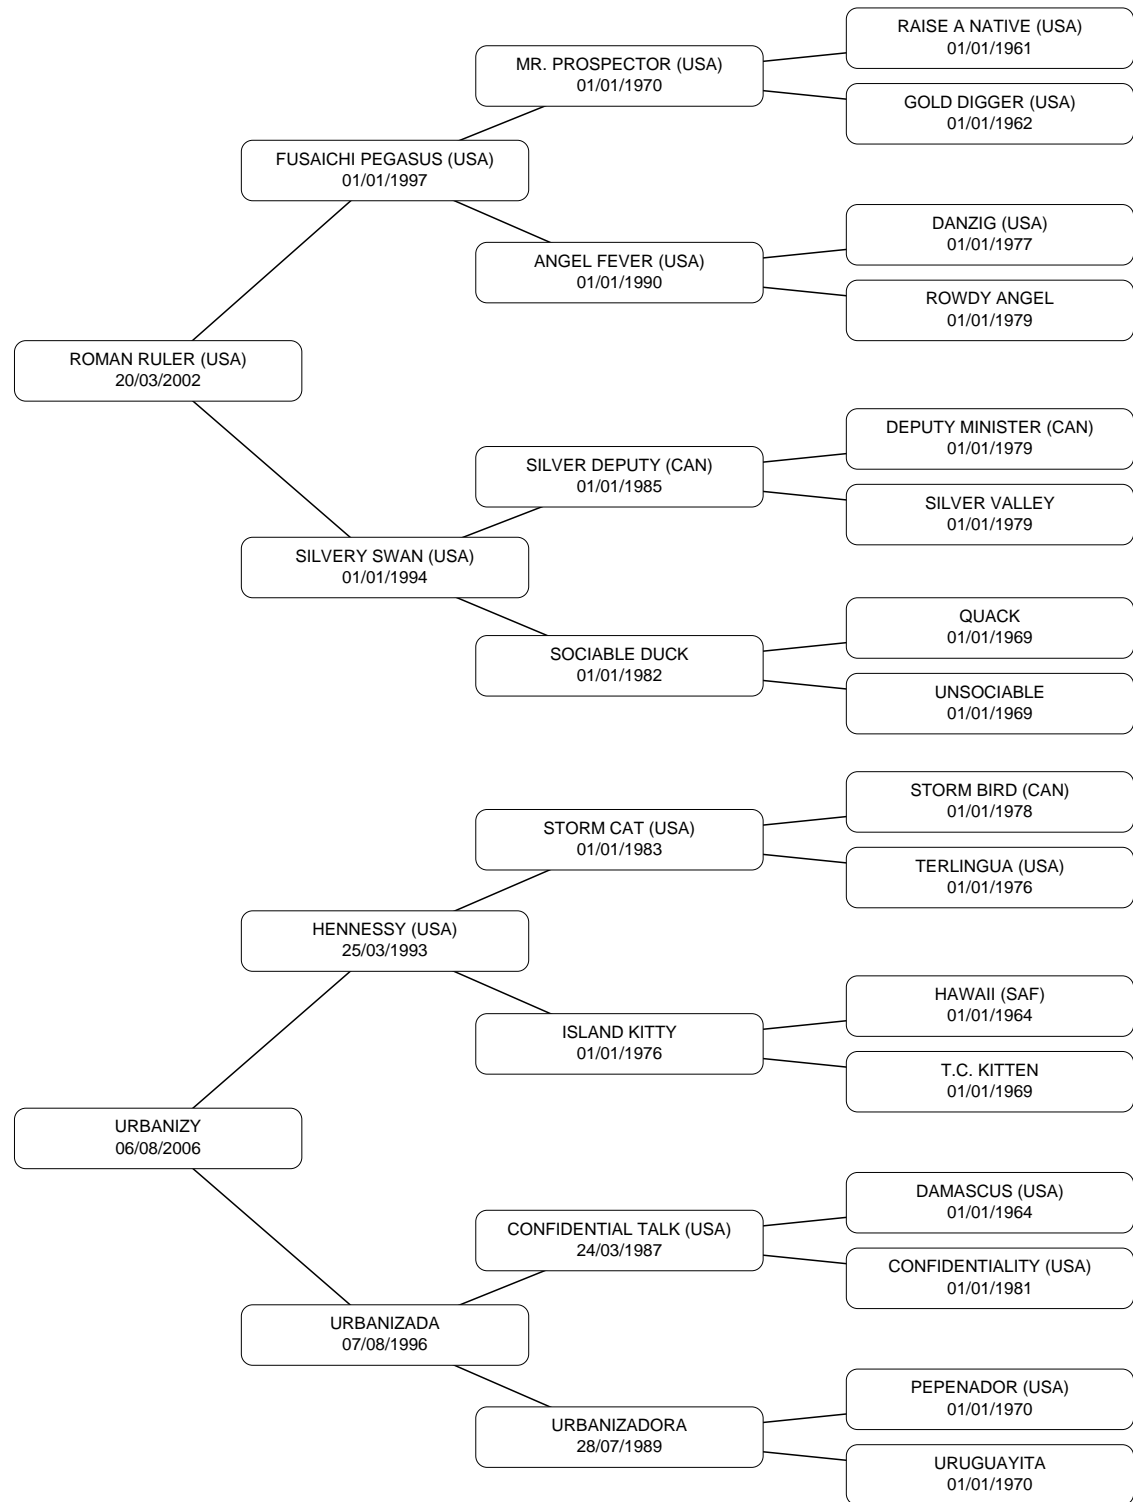 RAISE A NATIVE (USA)
01/01/1961
MR. PROSPECTOR (USA)
01/01/1970
GOLD DIGGER (USA)
01/01/1962
FUSAICHI PEGASUS (USA)
01/01/1997
DANZIG (USA)
01/01/1977
ANGEL FEVER (USA)
01/01/1990
ROWDY ANGEL
01/01/1979
ROMAN RULER (USA)
20/03/2002
DEPUTY MINISTER (CAN)
01/01/1979
SILVER DEPUTY (CAN)
01/01/1985
SILVER VALLEY
01/01/1979
SILVERY SWAN (USA)
01/01/1994
QUACK
01/01/1969
SOCIABLE DUCK
01/01/1982
UNSOCIABLE
01/01/1969
STORM BIRD (CAN)
01/01/1978
STORM CAT (USA)
01/01/1983
TERLINGUA (USA)
01/01/1976
HENNESSY (USA)
25/03/1993
HAWAII (SAF)
01/01/1964
ISLAND KITTY
01/01/1976
T.C. KITTEN
01/01/1969
URBANIZY
06/08/2006
DAMASCUS (USA)
01/01/1964
CONFIDENTIAL TALK (USA)
24/03/1987
CONFIDENTIALITY (USA)
01/01/1981
URBANIZADA
07/08/1996
PEPENADOR (USA)
01/01/1970
URBANIZADORA
28/07/1989
URUGUAYITA
01/01/1970